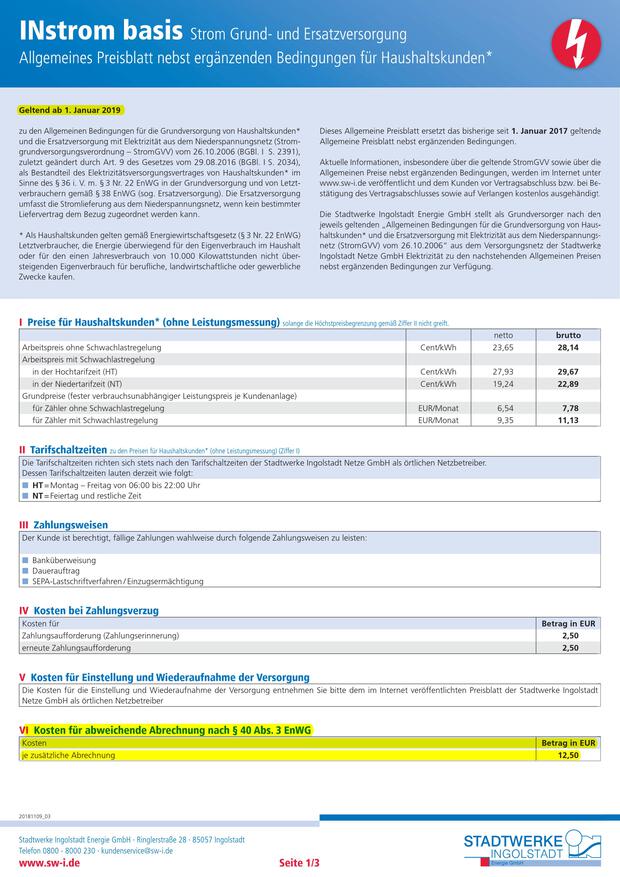 INstrom basis Strom Grund- und Ersatzversorgung
Allgemeines Preisblatt nebst ergänzenden Bedingungen für Haushaltskunden*
Geltend ab 1. Januar 2019
zu den Allgemeinen Bedingungen für die Grundversorgung von Haushaltskunden*
und die Ersatzversorgung mit Elektrizität aus dem Niederspannungsnetz (Strom-
grundversorgungsverordnung – StromGVV) vom 26.10.2006 (BGBl. I S. 2391),
zuletzt geändert durch Art. 9 des Gesetzes vom 29.08.2016 (BGBl. I S. 2034),
als Bestandteil des Elektrizitätsversorgungsvertrages von Haushaltskunden* im
Sinne des § 36 i. V. m. § 3 Nr. 22 EnWG in der Grundversorgung und von Letzt-
verbrauchern gemäß § 38 EnWG (sog. Ersatzversorgung). Die Ersatzversorgung
umfasst die Stromlieferung aus dem Niederspannungsnetz, wenn kein bestimmter
Liefervertrag dem Bezug zugeordnet werden kann.
* Als Haushaltskunden gelten gemäß Energiewirtschaftsgesetz (§ 3 Nr. 22 EnWG)
Letztverbraucher, die Energie überwiegend für den Eigenverbrauch im Haushalt
oder für den einen Jahresverbrauch von 10.000 Kilowattstunden nicht über-
steigenden Eigenverbrauch für berufliche, landwirtschaftliche oder gewerbliche
Zwecke kaufen.
Dieses Allgemeine Preisblatt ersetzt das bisherige seit 1. Januar 2017 geltende
Allgemeine Preisblatt nebst ergänzenden Bedingungen.
Aktuelle Informationen, insbesondere über die geltende StromGVV sowie über die
Allgemeinen Preise nebst ergänzenden Bedingungen, werden im Internet unter
www.sw-i.de veröffentlicht und dem Kunden vor Vertragsabschluss bzw. bei Be-
stätigung des Vertragsabschlusses sowie auf Verlangen kostenlos ausgehändigt.
Die Stadtwerke Ingolstadt Energie GmbH stellt als Grundversorger nach den
jeweils geltenden „Allgemeinen Bedingungen für die Grundversorgung von Haus-
haltskunden* und die Ersatzversorgung mit Elektrizität aus dem Niederspannungs-
netz (StromGVV) vom 26.10.2006“ aus dem Versorgungsnetz der Stadtwerke
Ingolstadt Netze GmbH Elektrizität zu den nachstehenden Allgemeinen Preisen
nebst ergänzenden Bedingungen zur Verfügung.
I Preise für Haushaltskunden* (ohne Leistungsmessung) solange die Höchstpreisbegrenzung gemäß Ziffer II nicht greift.
netto brutto
Arbeitspreis ohne Schwachlastregelung Cent/kWh 23,65 28,14
Arbeitspreis mit Schwachlastregelung
in der Hochtarifzeit (HT) Cent/kWh 27,93 29,67
in der Niedertarifzeit (NT) Cent/kWh 19,24 22,89
Grundpreise (fester verbrauchsunabhängiger Leistungspreis je Kundenanlage)
für Zähler ohne Schwachlastregelung EUR/Monat 6,54 7,78
für Zähler mit Schwachlastregelung EUR/Monat 9,35 11,13
II Tarifschaltzeiten zu den Preisen für Haushaltskunden* (ohne Leistungsmessung) (Ziffer I)
Die Tarifschaltzeiten richten sich stets nach den Tarifschaltzeiten der Stadtwerke Ingolstadt Netze GmbH als örtlichen Netzbetreiber.
Dessen Tarifschaltzeiten lauten derzeit wie folgt:
HT=Montag – Freitag von 06:00 bis 22:00 Uhr
NT=Feiertag und restliche Zeit
III Zahlungsweisen
Der Kunde ist berechtigt, fällige Zahlungen wahlweise durch folgende Zahlungsweisen zu leisten:
Banküberweisung
Dauerauftrag
SEPA-Lastschriftverfahren/Einzugsermächtigung
IV Kosten bei Zahlungsverzug
Kosten für Betrag in EUR
Zahlungsaufforderung (Zahlungserinnerung) 2,50
erneute Zahlungsaufforderung 2,50
V Kosten für Einstellung und Wiederaufnahme der Versorgung
Die Kosten für die Einstellung und Wiederaufnahme der Versorgung entnehmen Sie bitte dem im Internet veröffentlichten Preisblatt der Stadtwerke Ingolstadt
Netze GmbH als örtlichen Netzbetreiber
VI Kosten für abweichende Abrechnung nach § 40 Abs. 3 EnWG
Kosten Betrag in EUR
je zusätzliche Abrechnung 12,50
20181109_03
Stadtwerke Ingolstadt Energie GmbH · Ringlerstraße 28 · 85057 Ingolstadt
Telefon 0800 - 8000 230 · kundenservice@sw-i.de
www.sw-i.de Seite 1/3
STADTWERKE
INGOLSTADT
Energie GmbH